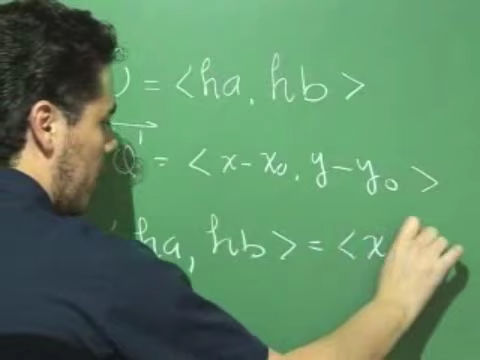 ) = <ha, hb>
Q = <x-x₀, y-y₀>
ha, hb> = <x